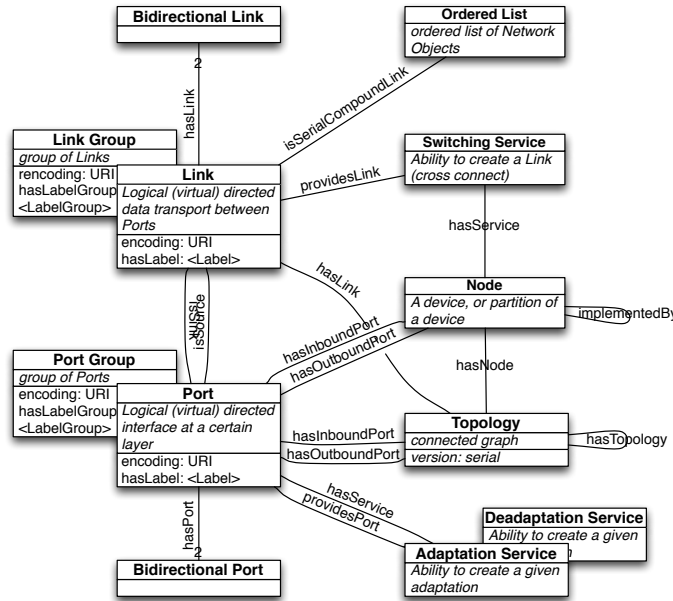 Bidirectional Link
2
hasLink
Ordered List
ordered list of Network
Objects
isSerialCompoundLink
Link Group
group of Links
rencoding: URI
hasLabelGroup
<LabelGroup>
Link
Logical (virtual) directed
data transport between
Ports
encoding: URI
hasLabel: <Label>
Switching Service
Ability to create a Link
(cross connect)
providesLink
hasService
hasLink
Node
A device, or partition of
a device
implementedBy
isSink
isSource
hasInboundPort
hasOutboundPort
hasNode
Port Group
group of Ports
encoding: URI
hasLabelGroup
<LabelGroup>
Port
Logical (virtual) directed
interface at a certain
layer
encoding: URI
hasLabel: <Label>
Topology
connected graph
version: serial
hasTopology
hasInboundPort
hasOutboundPort
hasService
providesPort
hasPort
2
Bidirectional Port
Deadaptation Service
Ability to create a given
Adaptation Service
Ability to create a given
adaptation